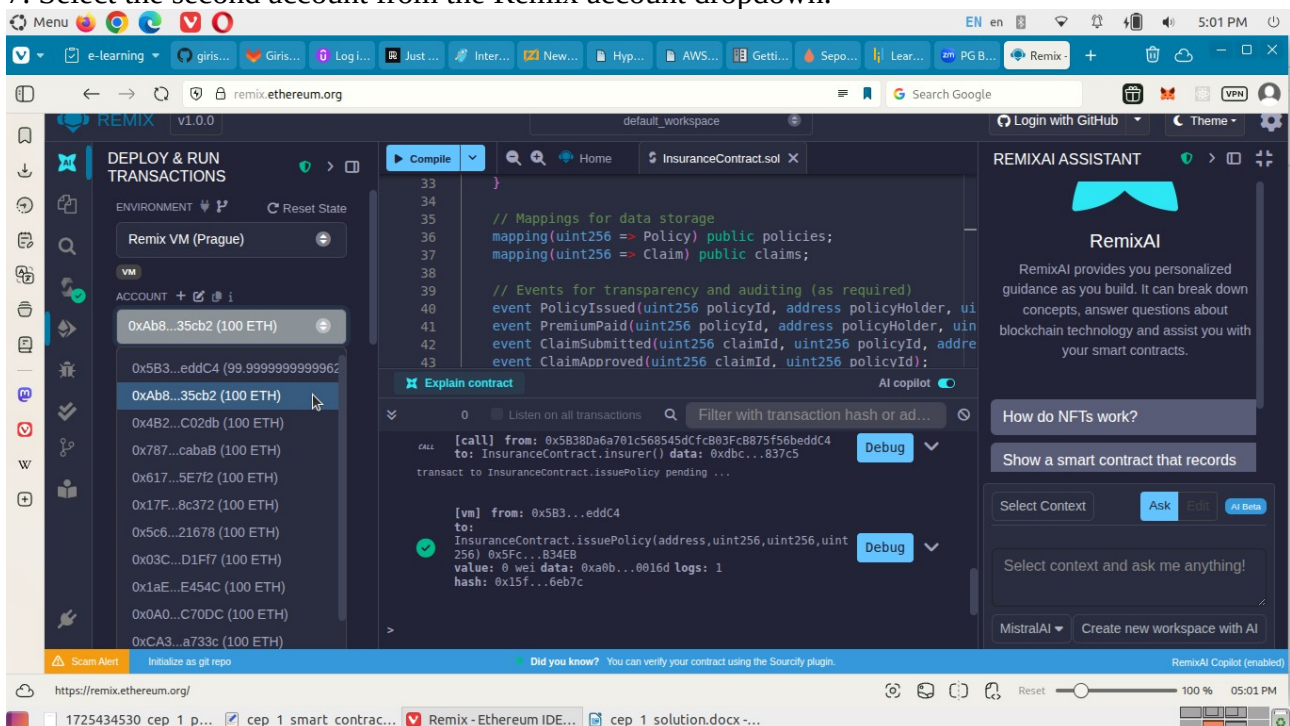 7. Select the second account from the Remix account dropdown.
Menu
EN en 5:01 PM
e-learning giris... Giris... Log i... Just ... Inter... New... Hyp... AWS... Getti... Sepo... Lear... PG B... Remix -
remix.ethereum.org
Search Google
VPN
REMIX v1.0.0
default_workspace
Login with GitHub
Theme
DEPLOY & RUN
TRANSACTIONS
ENVIRONMENT
Reset State
Remix VM (Prague)
VM
ACCOUNT
0xAb8...35cb2 (100 ETH)
0x5B3...eddC4 (99.9999999999962
0xAb8...35cb2 (100 ETH)
0x4B2...C02db (100 ETH)
0x787...cabaB (100 ETH)
0x617...5E7f2 (100 ETH)
0x17F...8c372 (100 ETH)
0x5c6...21678 (100 ETH)
0x03C...D1Ff7 (100 ETH)
0x1aE...E454C (100 ETH)
0x0A0...C70DC (100 ETH)
0xCA3...a733c (100 ETH)
Compile
Home
InsuranceContract.sol
33 }
34
35 // Mappings for data storage
36 mapping(uint256 => Policy) public policies;
37 mapping(uint256 => Claim) public claims;
38
39 // Events for transparency and auditing (as required)
40 event PolicyIssued(uint256 policyId, address policyHolder, ui
41 event PremiumPaid(uint256 policyId, address policyHolder, uin
42 event ClaimSubmitted(uint256 claimId, uint256 policyId, addre
43 event ClaimApproved(uint256 claimId, uint256 policyId);
Explain contract
AI copilot
0 Listen on all transactions Filter with transaction hash or ad...
CALL [call] from: 0x5B38Da6a701c568545dCfcB03FcB875f56beddC4
to: InsuranceContract.insurer() data: 0xdbc...837c5
Debug
transact to InsuranceContract.issuePolicy pending ...
[vm] from: 0x5B3...eddC4
to:
InsuranceContract.issuePolicy(address,uint256,uint256,uint
256) 0x5Fc...B34EB
value: 0 wei data: 0xa0b...0016d logs: 1
hash: 0x15f...6eb7c
Debug
>
REMIXAI ASSISTANT
RemixAI
RemixAI provides you personalized
guidance as you build. It can break down
concepts, answer questions about
blockchain technology and assist you with
your smart contracts.
How do NFTs work?
Show a smart contract that records
Select Context
Ask Edit AI Beta
Select context and ask me anything!
MistralAI
Create new workspace with AI
Scam Alert Initialize as git repo Did you know? You can verify your contract using the Sourcify plugin. RemixAI Copilot (enabled)
https://remix.ethereum.org/ Reset 100 % 05:01 PM
1725434530_cep_1_p... cep_1_smart_contrac... Remix - Ethereum IDE... cep_1_solution.docx -...